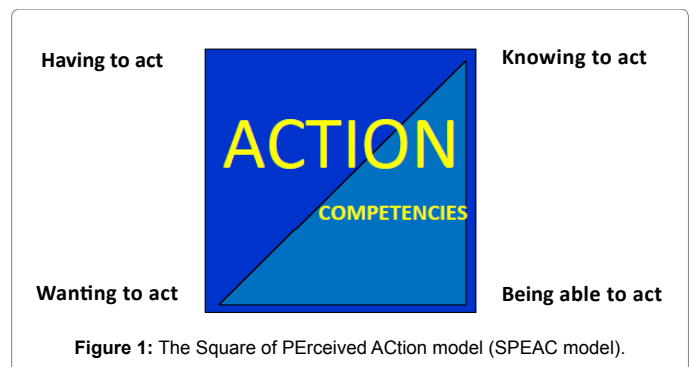 Having to act
Knowing to act
ACTION
COMPETENCIES
Wanting to act
Being able to act
Figure 1: The Square of PErceived ACtion model (SPEAC model).